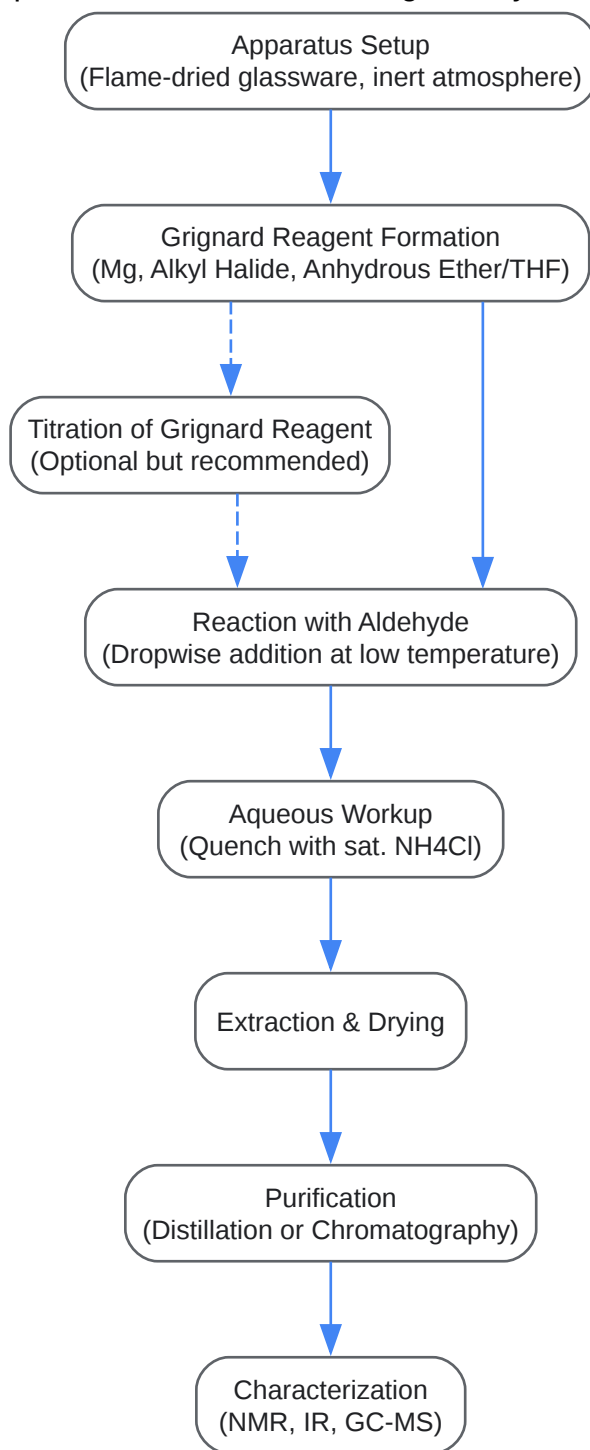 Apparatus Setup
(Flame-dried glassware, inert atmosphere)
Grignard Reagent Formation
(Mg, Alkyl Halide, Anhydrous Ether/THF)
Titration of Grignard Reagent
(Optional but recommended)
Reaction with Aldehyde
(Dropwise addition at low temperature)
Aqueous Workup
(Quench with sat. NH4Cl)
Extraction & Drying
Purification
(Distillation or Chromatography)
Characterization
(NMR, IR, GC-MS)